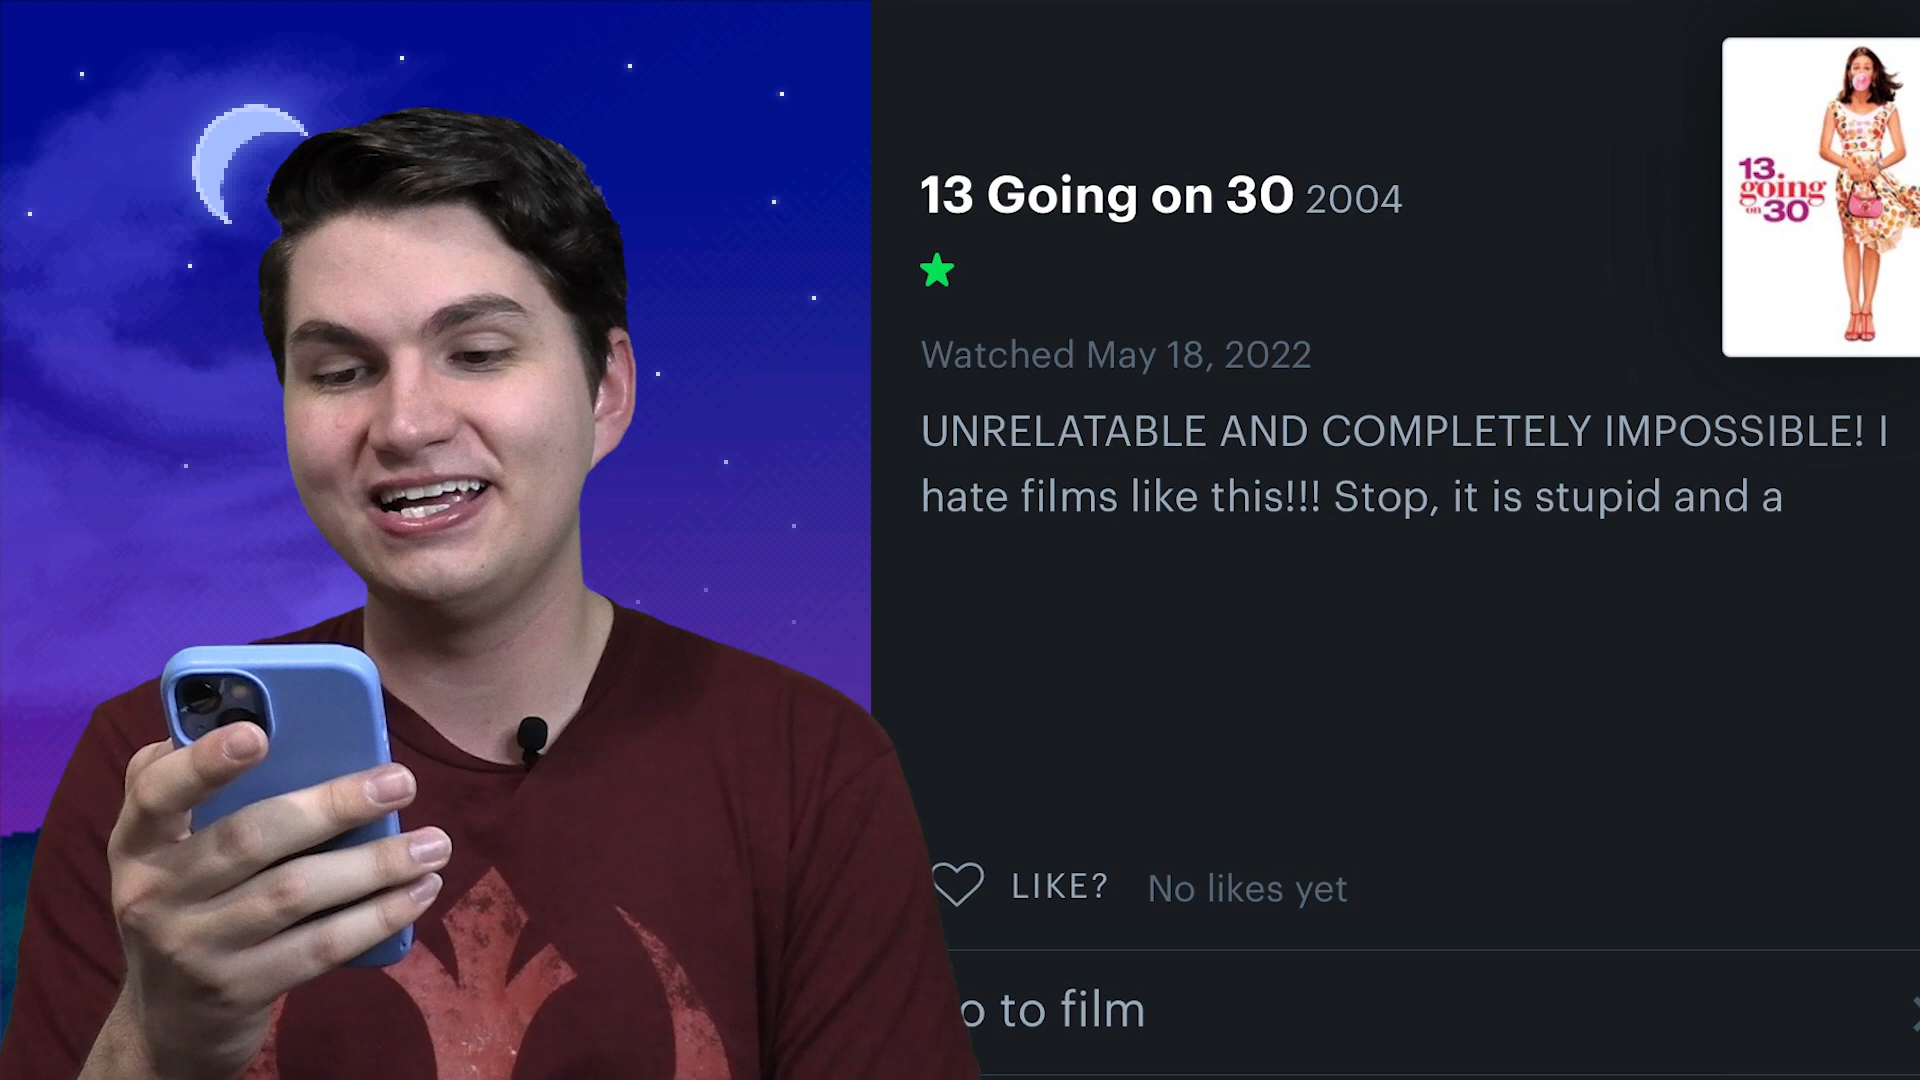 13 Going on 30 2004
13
going
on 30
Watched May 18, 2022
UNRELATABLE AND COMPLETELY IMPOSSIBLE! I
hate films like this!!! Stop, it is stupid and a
LIKE? No likes yet
o to film